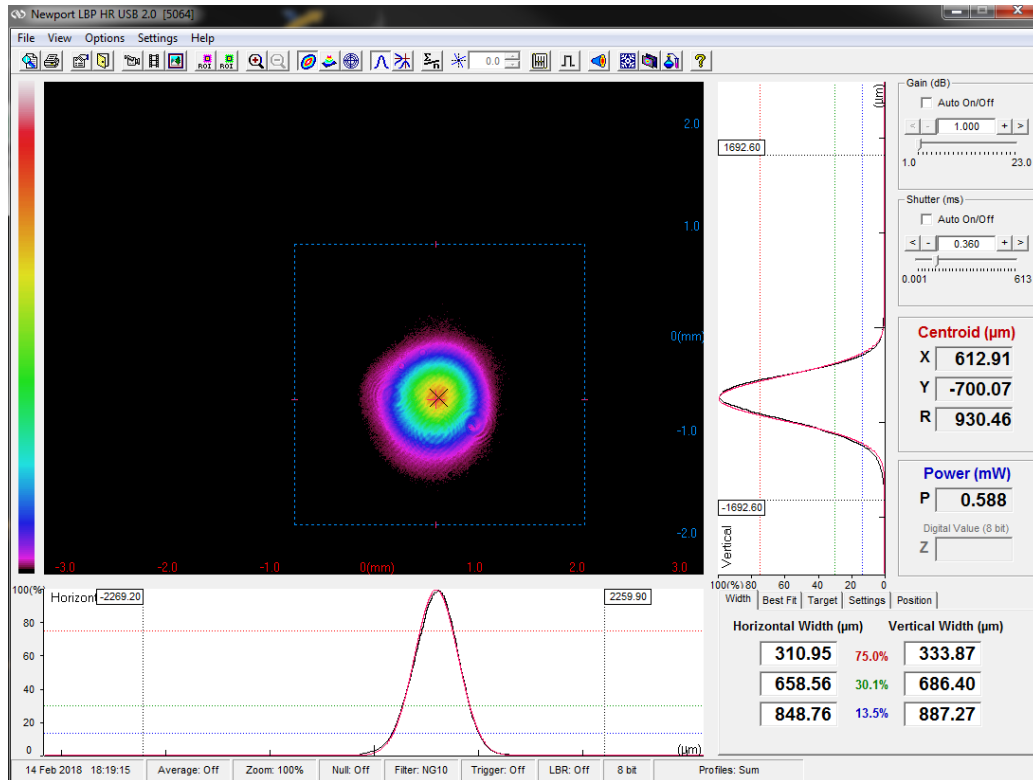 Newport LBP HR USB 2.0 [5064]
File View Options Settings Help
ROI ROI Σn 0.0
2.0
1.0
0(mm)
-1.0
-2.0
-3.0 -2.0 -1.0 0(mm) 1.0 2.0 3.0
(µm)
1692.60
-1692.60
Vertical
100(%) 80 60 40 20 0
Gain (dB)
Auto On/Off
< - 1.000 + >
1.0 23.0
Shutter (ms)
Auto On/Off
< - 0.360 + >
0.001 613
Centroid (µm)
X 612.91
Y -700.07
R 930.46
Power (mW)
P 0.588
Digital Value (8 bit)
Z
100(%) Horizont -2269.20 2259.90
80
60
40
20
0 (µm)
Width Best Fit Target Settings Position
Horizontal Width (µm) Vertical Width (µm)
310.95 75.0% 333.87
658.56 30.1% 686.40
848.76 13.5% 887.27
14 Feb 2018 18:19:15 Average: Off Zoom: 100% Null: Off Filter: NG10 Trigger: Off LBR: Off 8 bit Profiles: Sum